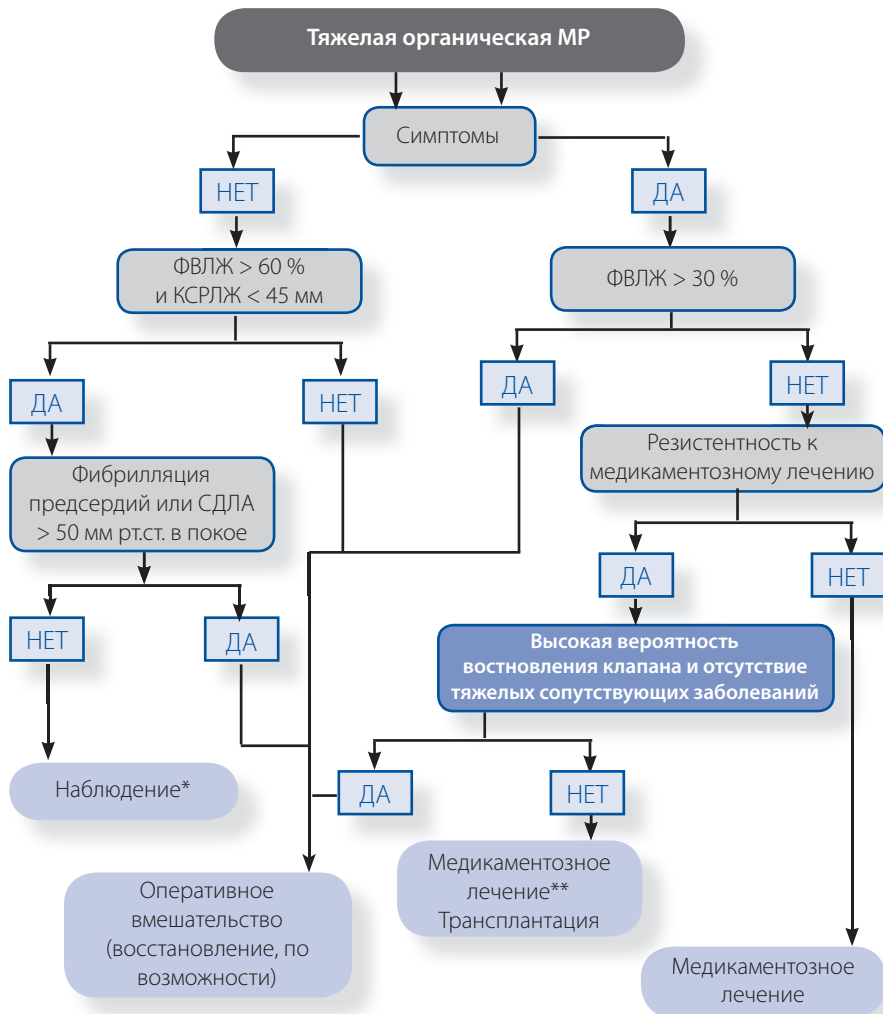 Тяжелая органическая МР
Симптомы
НЕТ
ДА
ФВЛЖ > 60 %
и КСРЛЖ < 45 мм
ФВЛЖ > 30 %
ДА
НЕТ
ДА
НЕТ
Фибрилляция
предсердий или СДЛА
> 50 мм рт.ст. в покое
Резистентность к
медикаментозному лечению
НЕТ
ДА
ДА
НЕТ
Высокая вероятность
востновления клапана и отсутствие
тяжелых сопутствующих заболеваний
Наблюдение*
ДА
НЕТ
Оперативное
вмешательство
(восстановление, по
возможности)
Медикаментозное
лечение**
Трансплантация
Медикаментозное
лечение